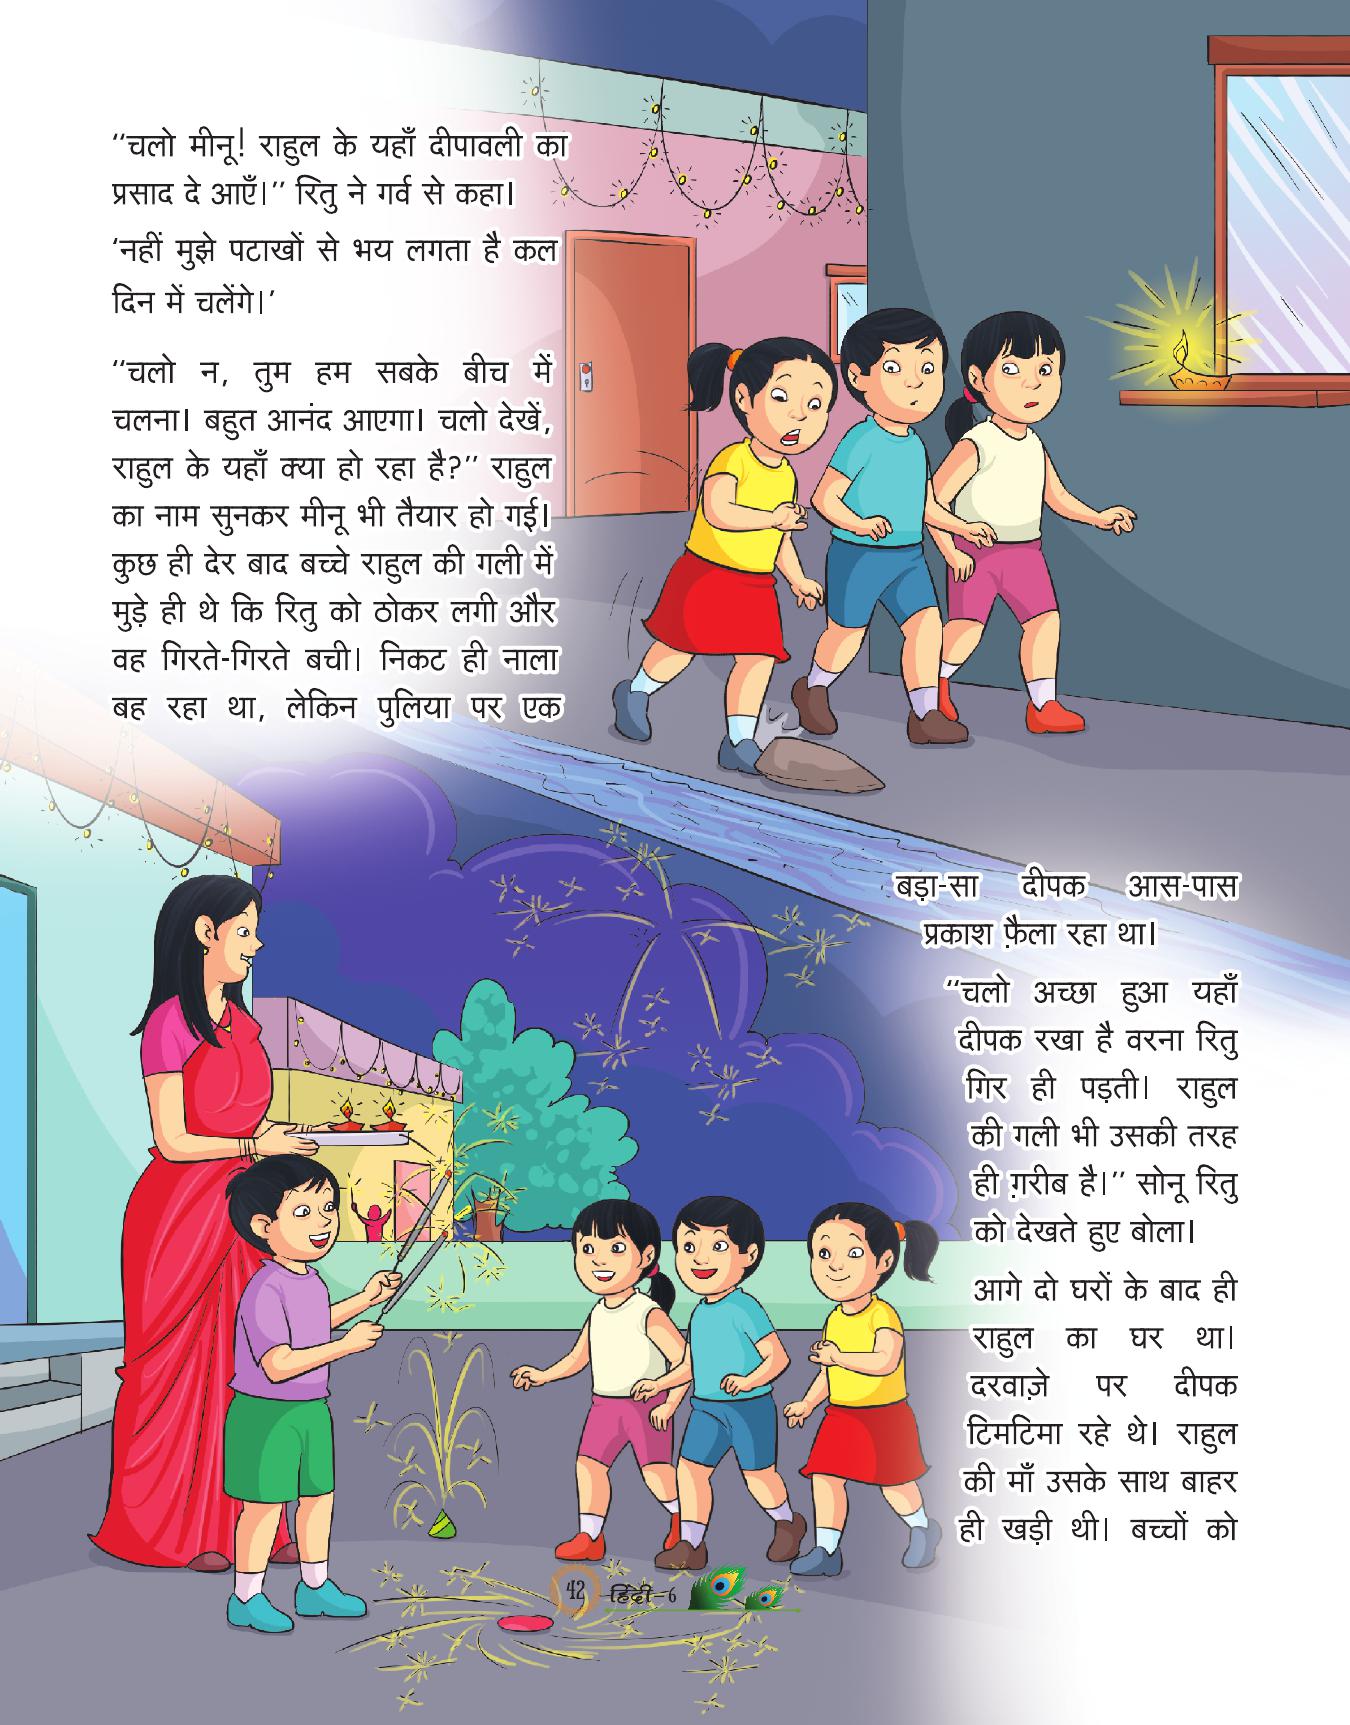 ‘‘चलो मीनू! राहुल के यहाँ दीपावली का
प्रसाद दे आएँ।’’ रितु ने गर्व से कहा।
‘नहीं मुझे पटाखों से भय लगता है कल
दिन में चलेंगे।’
‘‘चलो न, तुम हम सबके बीच में
चलना। बहुत आनंद आएगा। चलो देखें,
राहुल के यहाँ क्या हो रहा है?’’ राहुल
का नाम सुनकर मीनू भी तैयार हो गई।
कुछ ही देर बाद बच्चे राहुल की गली में
मुड़े ही थे कि रितु को ठोकर लगी और
वह गिरते-गिरते बची। निकट ही नाला
बह रहा था, लेकिन पुलिया पर एक
बड़ा-सा दीपक आस-पास
प्रकाश फ़ैला रहा था।
‘‘चलो अच्छा हुआ यहाँ
दीपक रखा है वरना रितु
गिर ही पड़ती। राहुल
की गली भी उसकी तरह
ही ग़रीब है।’’ सोनू रितु
को देखते हुए बोला।
आगे दो घरों के बाद ही
राहुल का घर था।
दरवाज़े पर दीपक
टिमटिमा रहे थे। राहुल
की माँ उसके साथ बाहर
ही खड़ी थी। बच्चों को
42 हिंदी–6